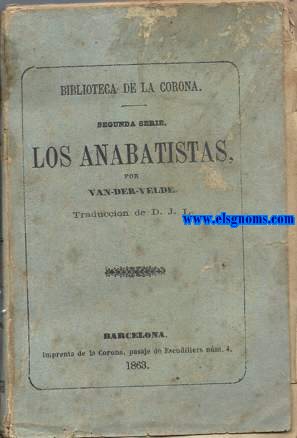 BIBLIOTECA DE LA CORONA.
SEGUNDA SERIE.
LOS ANABATISTAS,
POR
VAN-DER-VELDE.
Traduccion de D. J. L.
www.elsgnoms.com
BARCELONA.
Imprenta de la Corona, pasaje de Escudillers núm. 4.
1863.